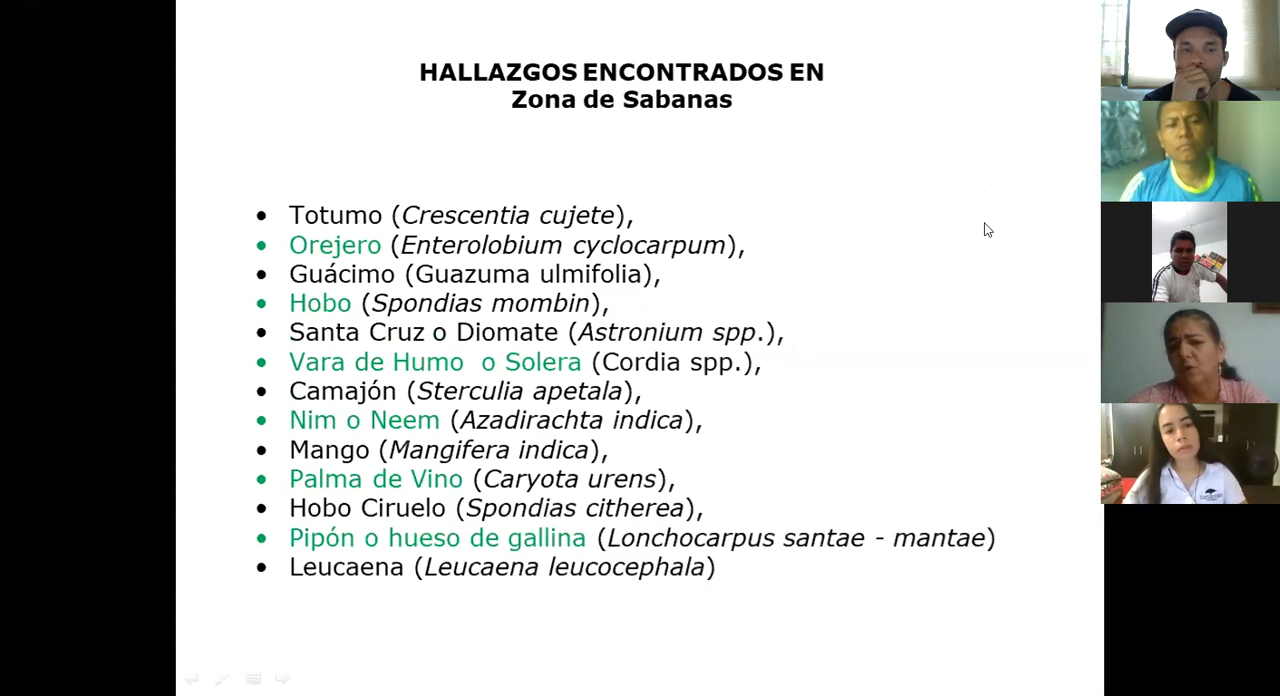 HALLAZGOS ENCONTRADOS EN
Zona de Sabanas
• Totumo (Crescentia cujete),
• Orejero (Enterolobium cyclocarpum),
• Guácimo (Guazuma ulmifolia),
• Hobo (Spondias mombin),
• Santa Cruz o Diomate (Astronium spp.),
• Vara de Humo o Solera (Cordia spp.),
• Camajón (Sterculia apetala),
• Nim o Neem (Azadirachta indica),
• Mango (Mangifera indica),
• Palma de Vino (Caryota urens),
• Hobo Ciruelo (Spondias citherea),
• Pipón o hueso de gallina (Lonchocarpus santae - mantae)
• Leucaena (Leucaena leucocephala)